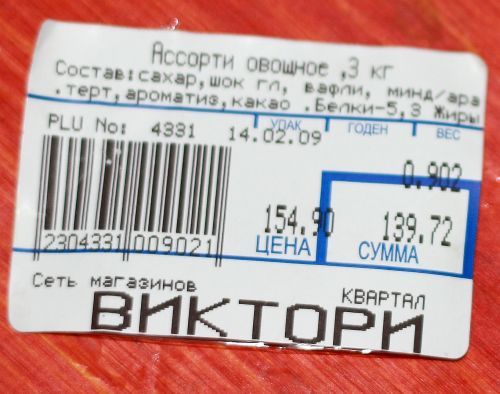 Ассорти овощное ,3 кг
Состав:сахар,шок гл, вафли, минд/ара
.терт,ароматиз,какао .Белки-5,3 Жиры
PLU No: 4331 14.02.09
УПАК ГОДЕН ВЕС
0.902
154.90 139.72
ЦЕНА СУММА
2304331 009021
Сеть магазинов КВАРТАЛ
ВИКТОРИ